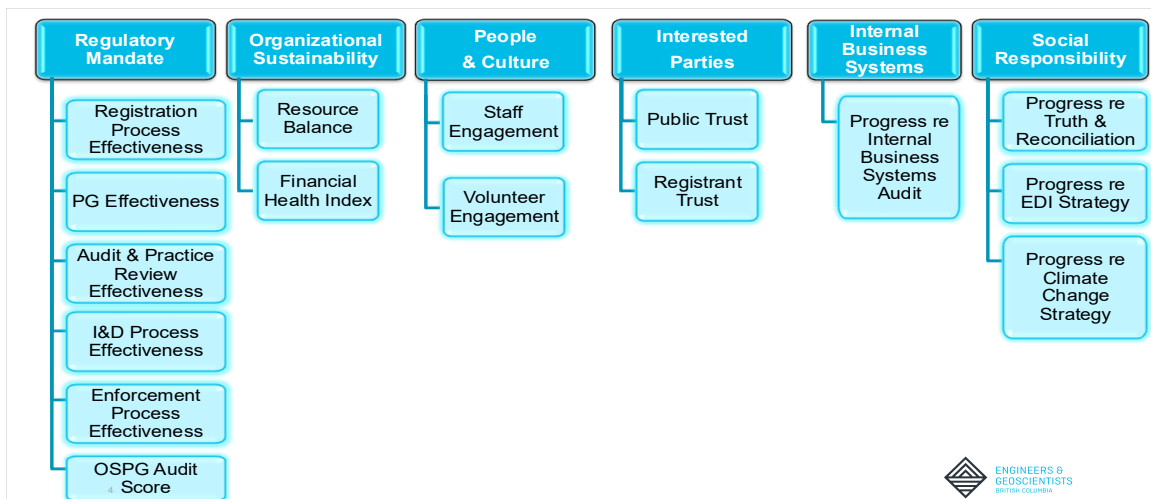 Regulatory
Mandate
Registration
Process
Effectiveness
PG Effectiveness
Audit & Practice
Review
Effectiveness
I&D Process
Effectiveness
Enforcement
Process
Effectiveness
OSPG Audit
Score
4
Organizational
Sustainability
Resource
Balance
Financial
Health Index
People
& Culture
Staff
Engagement
Volunteer
Engagement
Interested
Parties
Public Trust
Registrant
Trust
Internal
Business
Systems
Progress re
Internal
Business
Systems
Audit
Social
Responsibility
Progress re
Truth &
Reconciliation
Progress re
EDI Strategy
Progress re
Climate
Change
Strategy
ENGINEERS &
GEOSCIENTISTS
BRITISH COLUMBIA